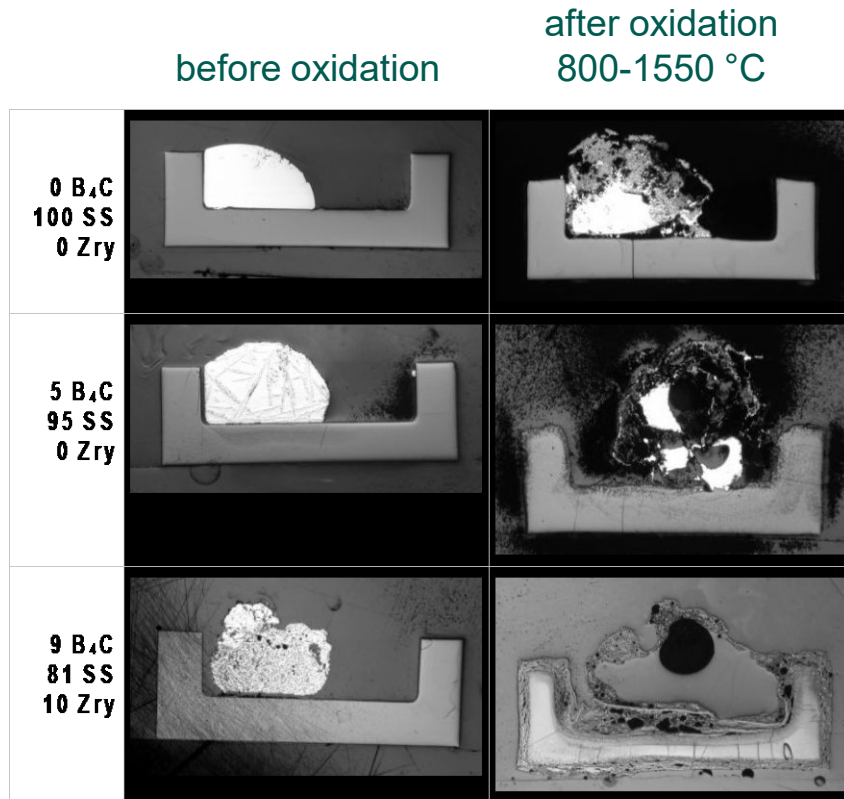 before oxidation
after oxidation
800-1550 °C
0 B₄C
100 SS
0 Zry
5 B₄C
95 SS
0 Zry
9 B₄C
81 SS
10 Zry